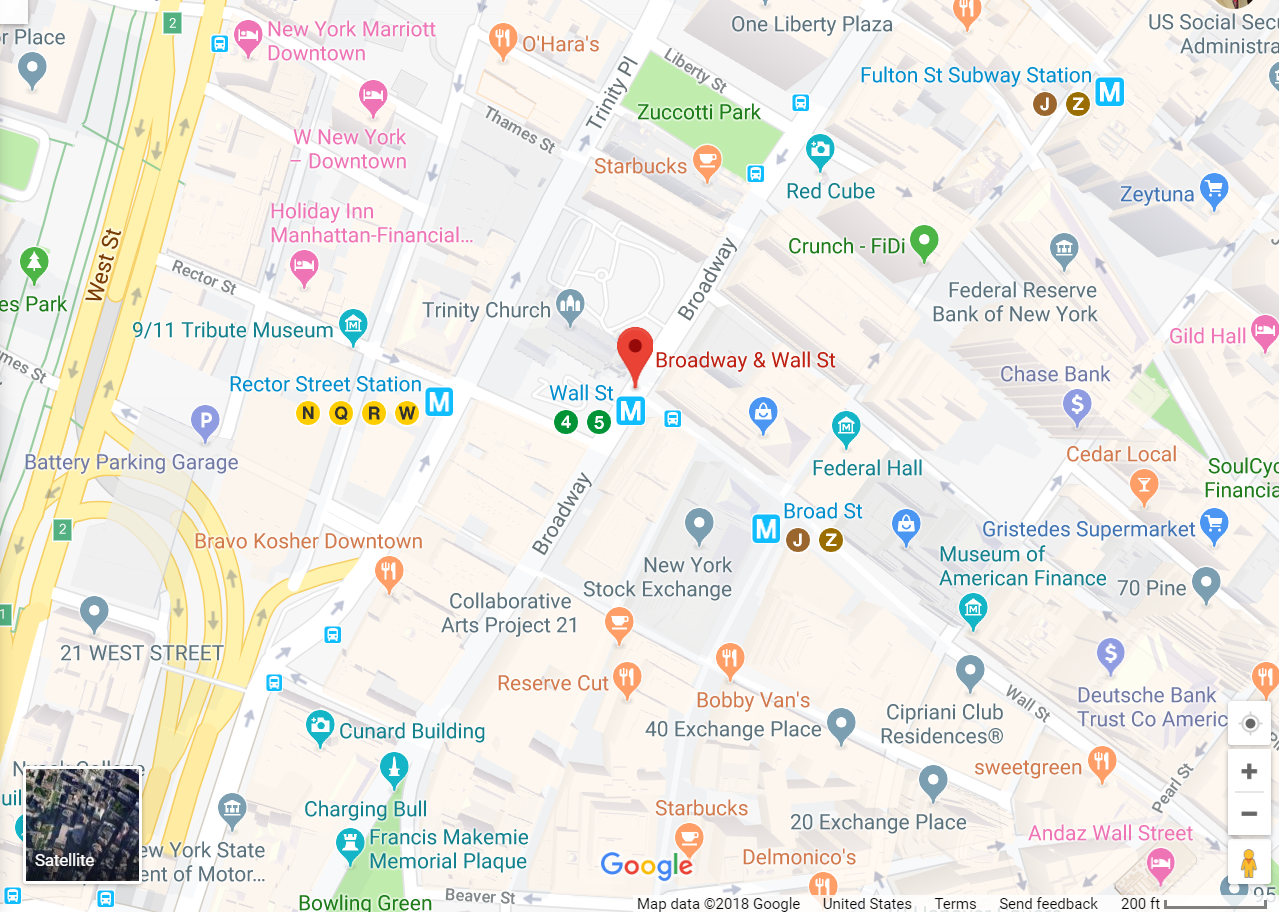 2
New York Marriott
Downtown
O'Hara's
One Liberty Plaza
US Social Secu
Administra
Place
Liberty St
Trinity Pl
Zuccotti Park
Fulton St Subway Station
M
J
Z
W New York
– Downtown
Thames St
Starbucks
Red Cube
Zeytuna
Holiday Inn
Manhattan-Financial...
Crunch - FiDi
West St
Broadway
Rector St
Trinity Church
Federal Reserve
Bank of New York
es Park
9/11 Tribute Museum
Gild Hall
Broadway & Wall St
Chase Bank
$
mes St
Rector Street Station
M
N
Q
R
W
Wall St
M
4
5
P
Battery Parking Garage
Federal Hall
Cedar Local
SoulCyc
Financia
Broadway
2
Broad St
M
J
Z
Gristedes Supermarket
Bravo Kosher Downtown
New York
Stock Exchange
Museum of
American Finance
70 Pine
Collaborative
Arts Project 21
1
21 WEST STREET
Reserve Cut
Bobby Van's
$
Deutsche Bank
Trust Co Americ
Wall St
Cipriani Club
Residences®
40 Exchange Place
Cunard Building
sweetgreen
Pearl St
Charging Bull
Starbucks
20 Exchange Place
Francis Makemie
Memorial Plaque
Andaz Wall Street
Satellite
ew York State
ent of Motor...
Google
Delmonico's
Bowling Green
Beaver St
95
Map data ©2018 Google
United States
Terms
Send feedback
200 ft